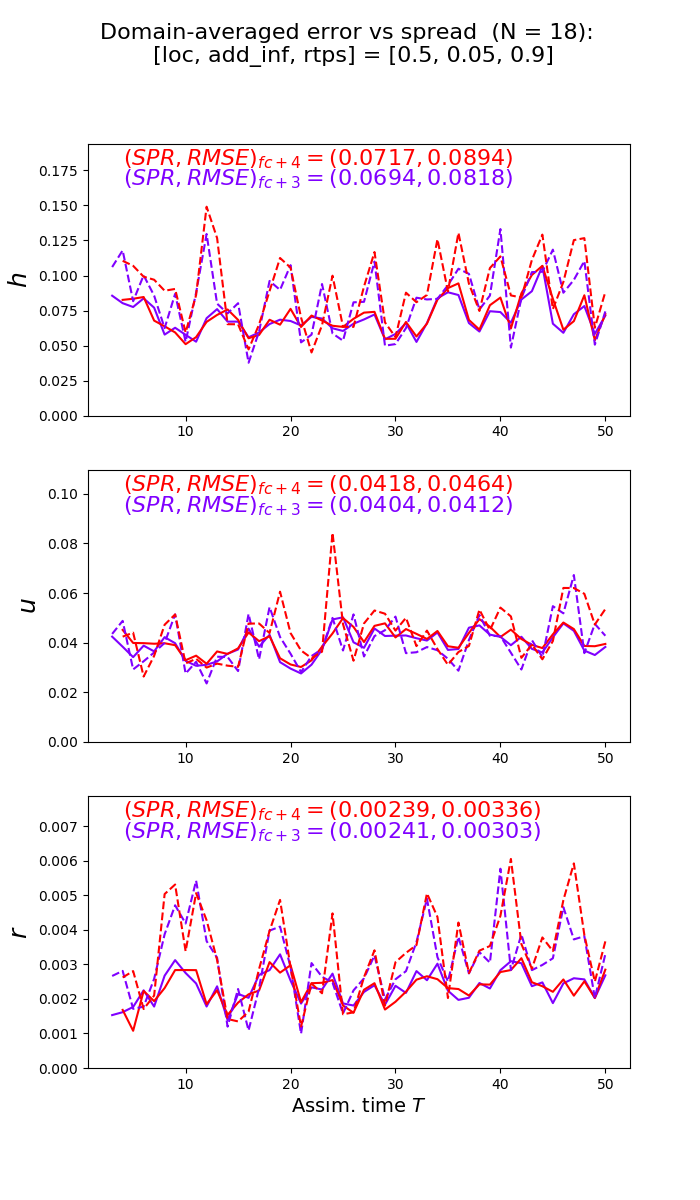 Domain-averaged error vs spread (N = 18):
[loc, add_inf, rtps] = [0.5, 0.05, 0.9]
(SPR, RMSE)fc+4 = (0.0717, 0.0894)
(SPR, RMSE)fc+3 = (0.0694, 0.0818)
h
0.175
0.150
0.125
0.100
0.075
0.050
0.025
0.000
10 20 30 40 50
(SPR, RMSE)fc+4 = (0.0418, 0.0464)
(SPR, RMSE)fc+3 = (0.0404, 0.0412)
u
0.10
0.08
0.06
0.04
0.02
0.00
10 20 30 40 50
(SPR, RMSE)fc+4 = (0.00239, 0.00336)
(SPR, RMSE)fc+3 = (0.00241, 0.00303)
r
0.007
0.006
0.005
0.004
0.003
0.002
0.001
0.000
10 20 30 40 50
Assim. time T